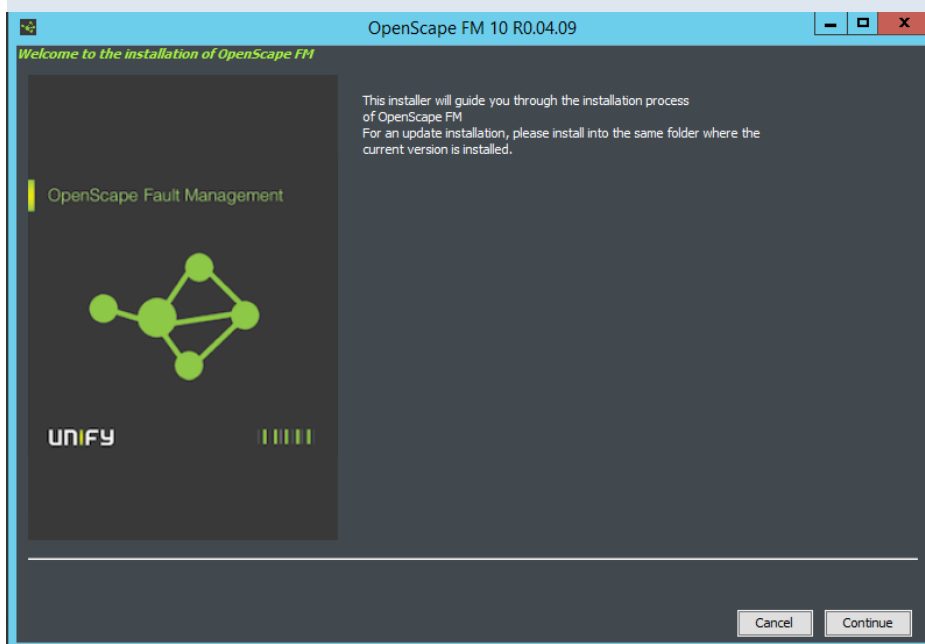 OpenScape FM 10 R0.04.09
Welcome to the installation of OpenScape FM
This installer will guide you through the installation process
of OpenScape FM
For an update installation, please install into the same folder where the
current version is installed.
OpenScape Fault Management
UNIFY
Cancel
Continue